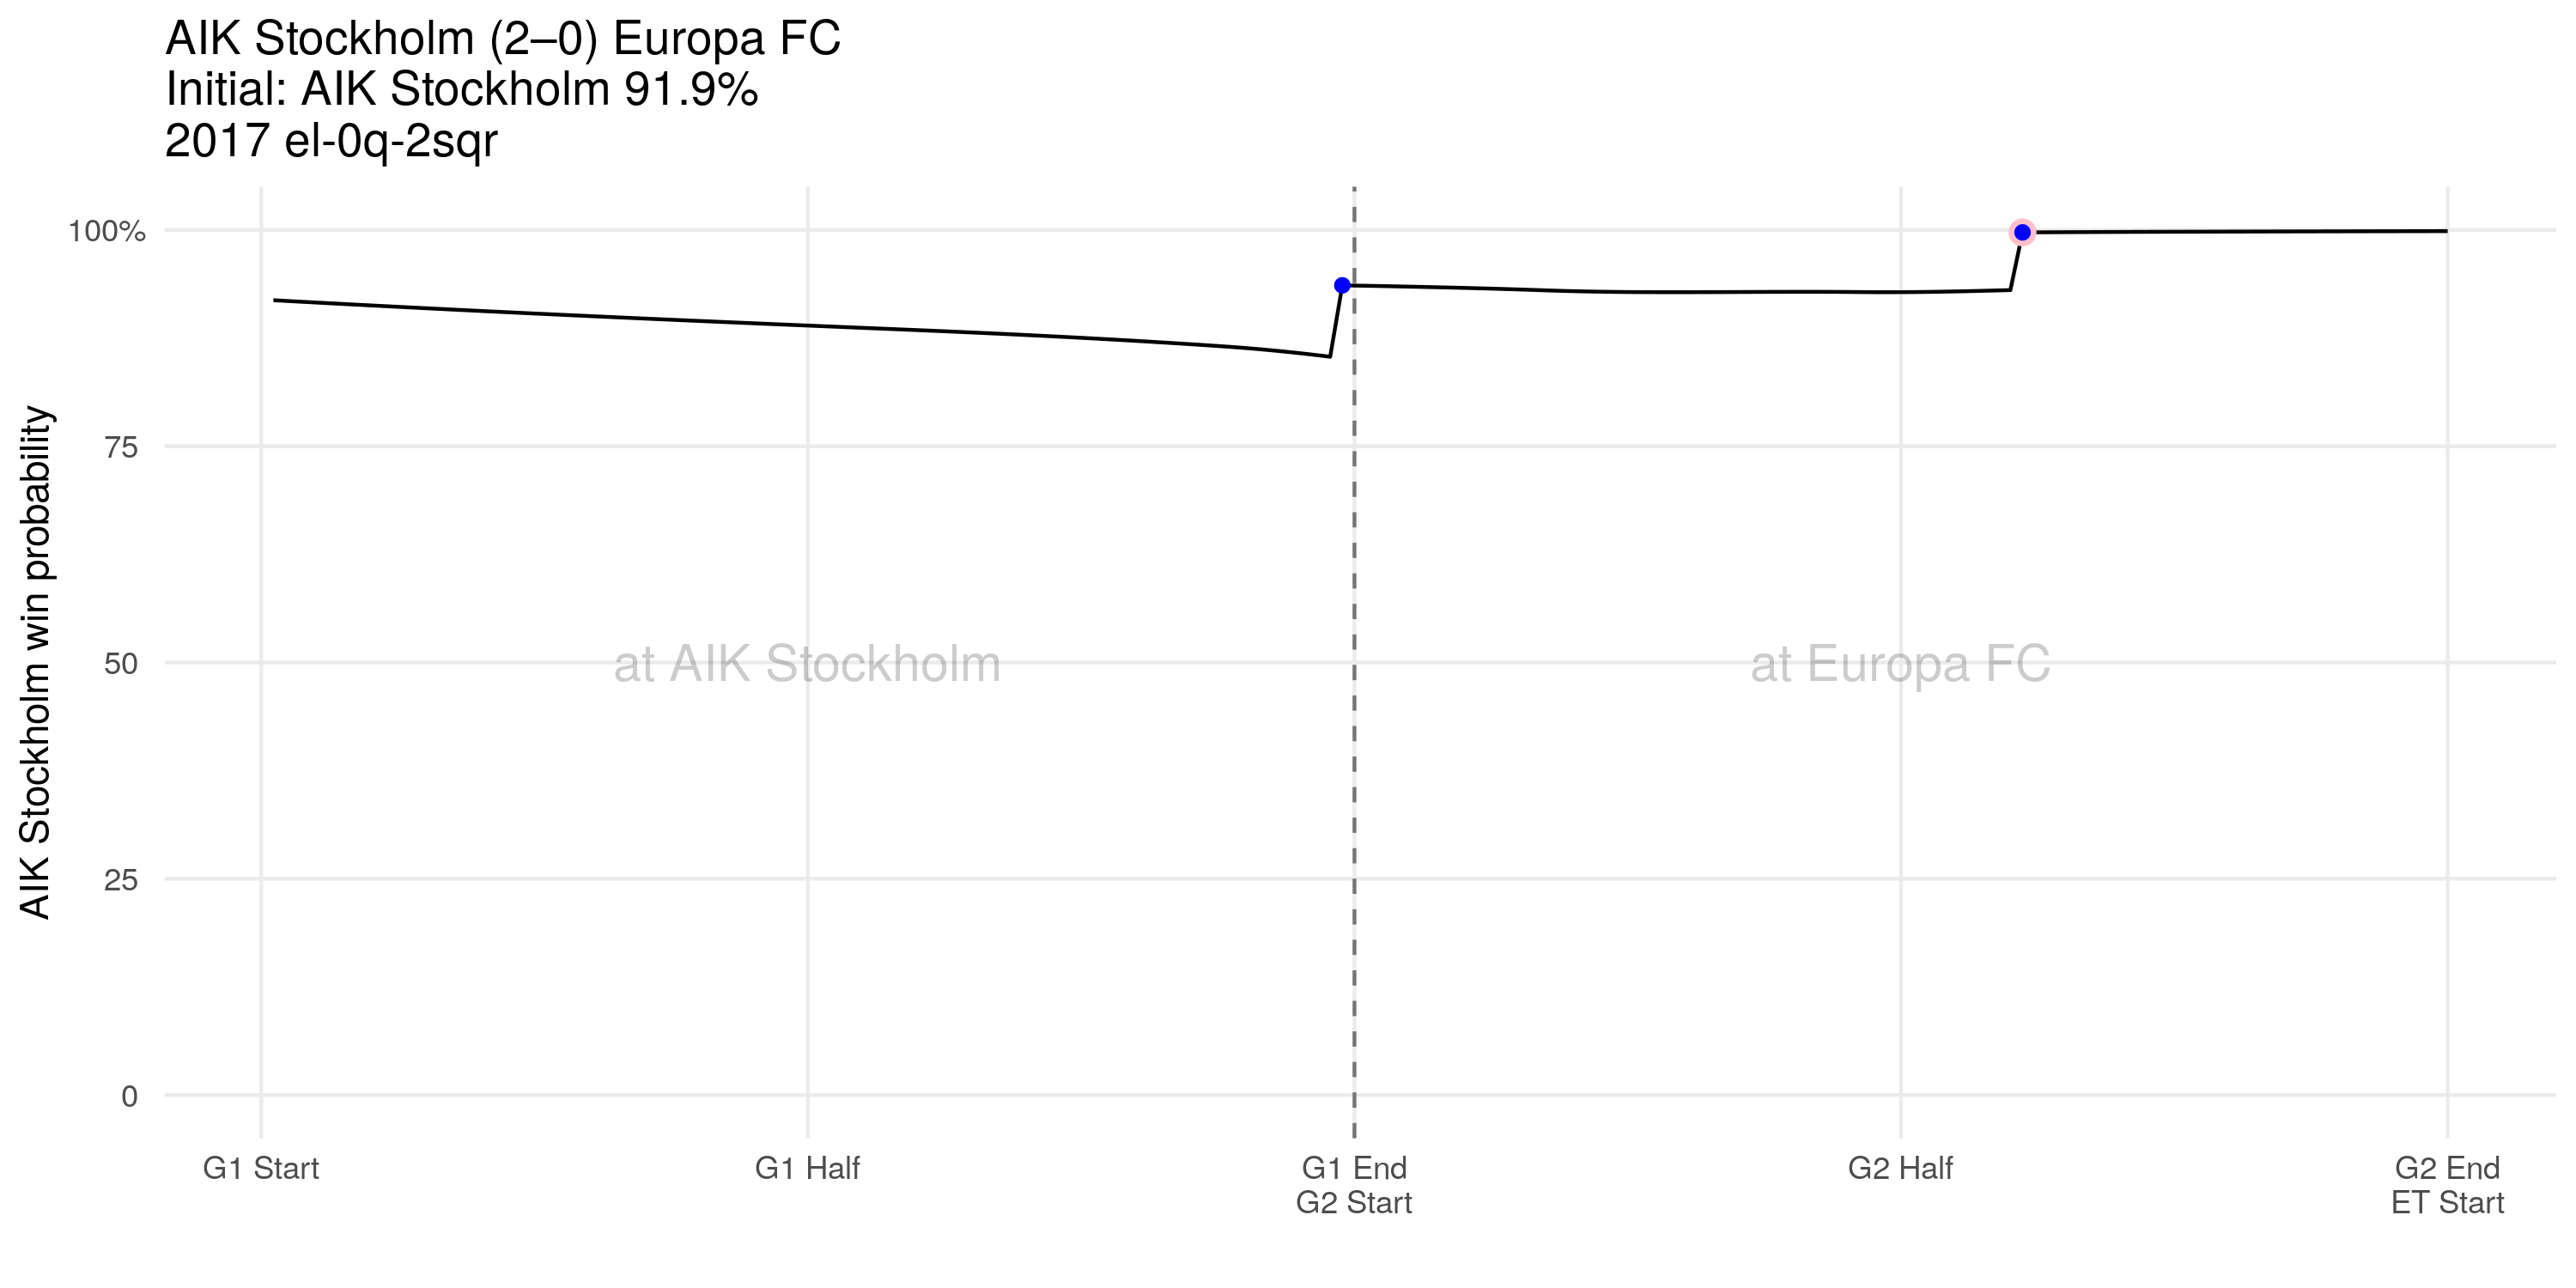 AIK Stockholm (2–0) Europa FC
Initial: AIK Stockholm 91.9%
2017 el-0q-2sqr
AIK Stockholm win probability
100%
75
50
25
0
at AIK Stockholm
at Europa FC
G1 Start
G1 Half
G1 End
G2 Start
G2 Half
G2 End
ET Start